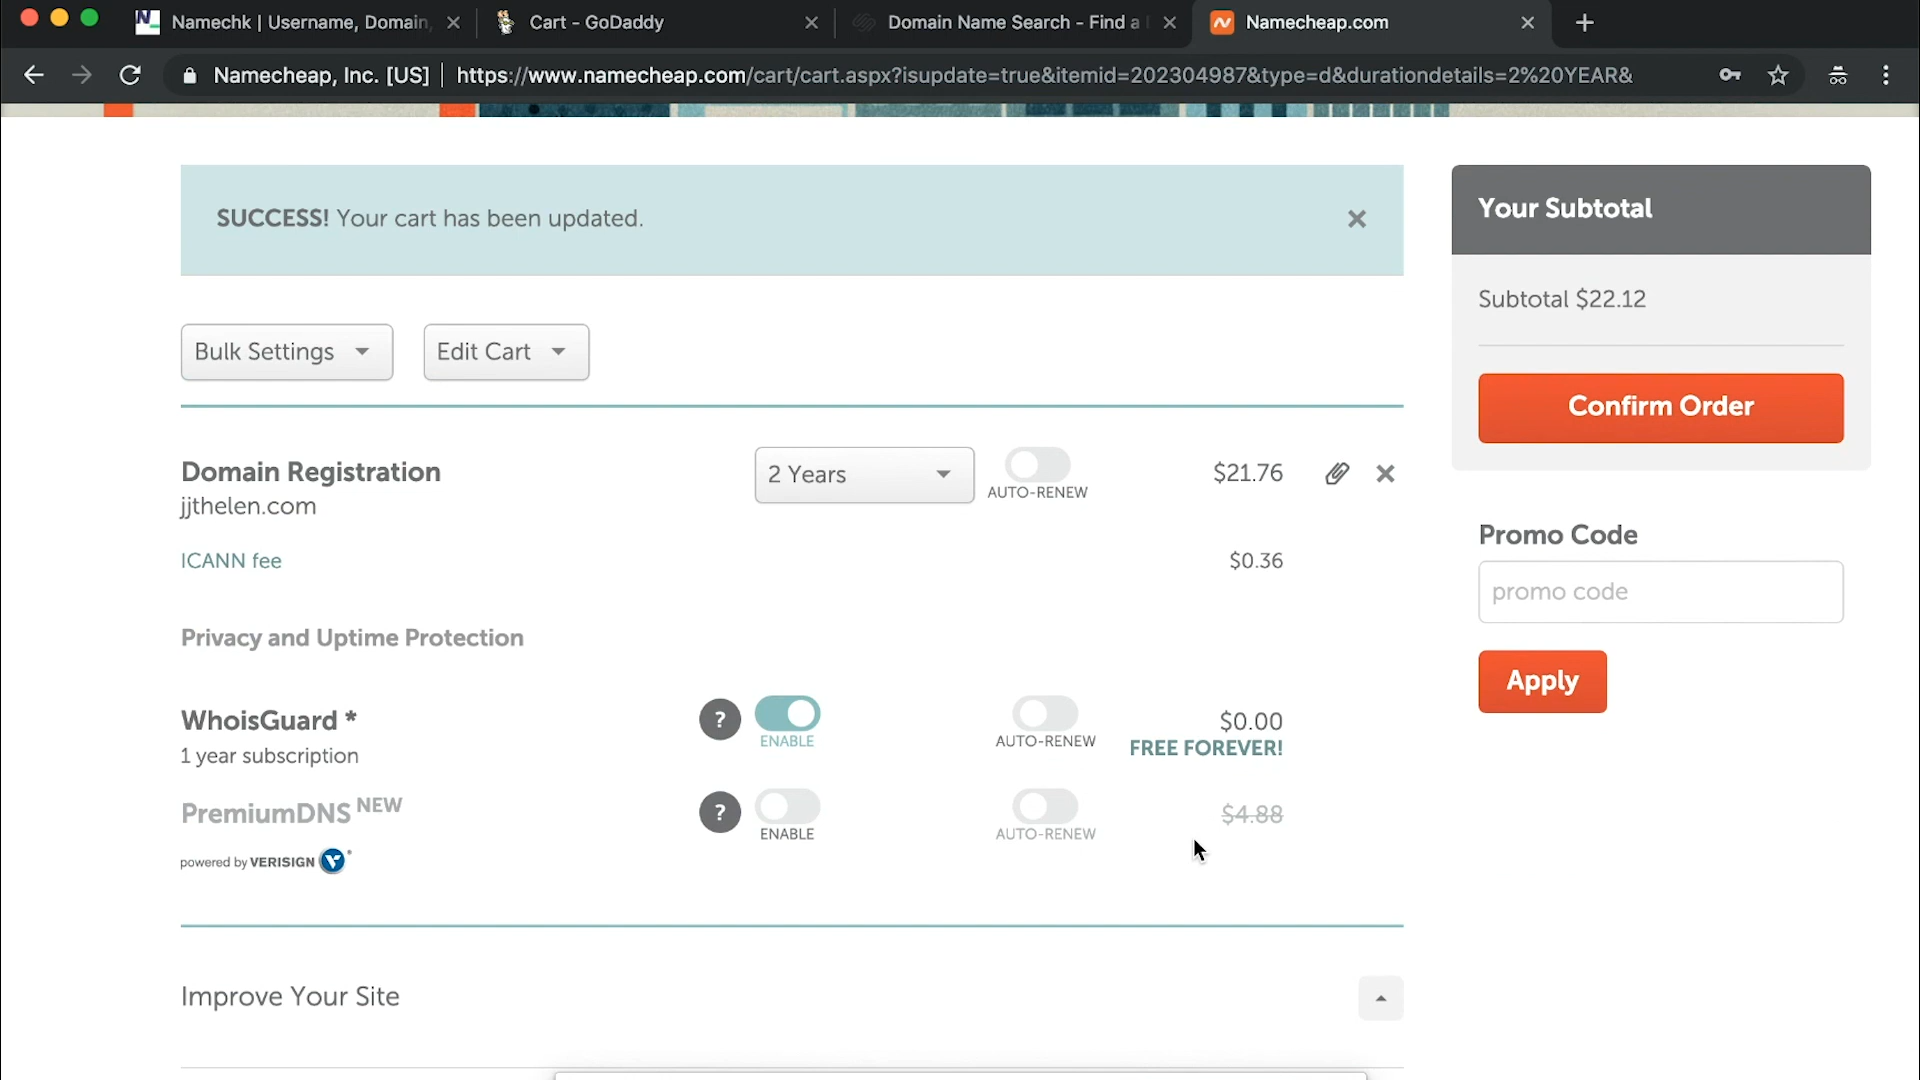 Namechk | Username, Domain,
Cart - GoDaddy
Domain Name Search - Find a
Namecheap.com
Namecheap, Inc. [US]
https://www.namecheap.com/cart/cart.aspx?isupdate=true&itemid=202304987&type=d&durationdetails=2%20YEAR&
SUCCESS! Your cart has been updated.
Bulk Settings
Edit Cart
Domain Registration
jjthelen.com
2 Years
AUTO-RENEW
$21.76
ICANN fee
$0.36
Privacy and Uptime Protection
WhoisGuard *
1 year subscription
?
ENABLE
AUTO-RENEW
$0.00
FREE FOREVER!
PremiumDNS NEW
powered by VERISIGN
?
ENABLE
AUTO-RENEW
$4.88
Improve Your Site
Your Subtotal
Subtotal $22.12
Confirm Order
Promo Code
promo code
Apply